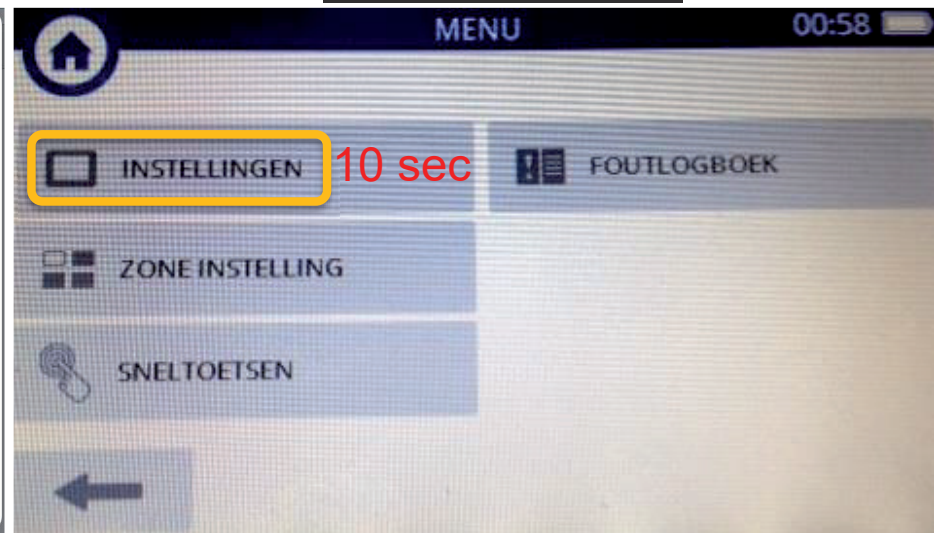 MENU 00:58
INSTELLINGEN 10 sec FOUTLOGBOEK
ZONE INSTELLING
SNELTOETSEN